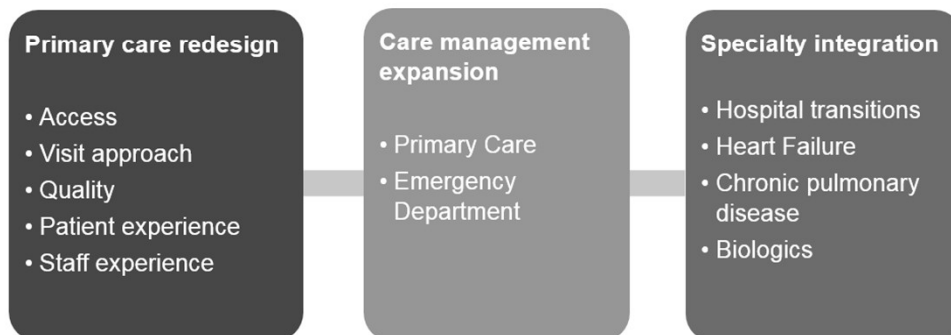 Primary care redesign
• Access
• Visit approach
• Quality
• Patient experience
• Staff experience
Care management
expansion
• Primary Care
• Emergency
Department
Specialty integration
• Hospital transitions
• Heart Failure
• Chronic pulmonary
disease
• Biologics